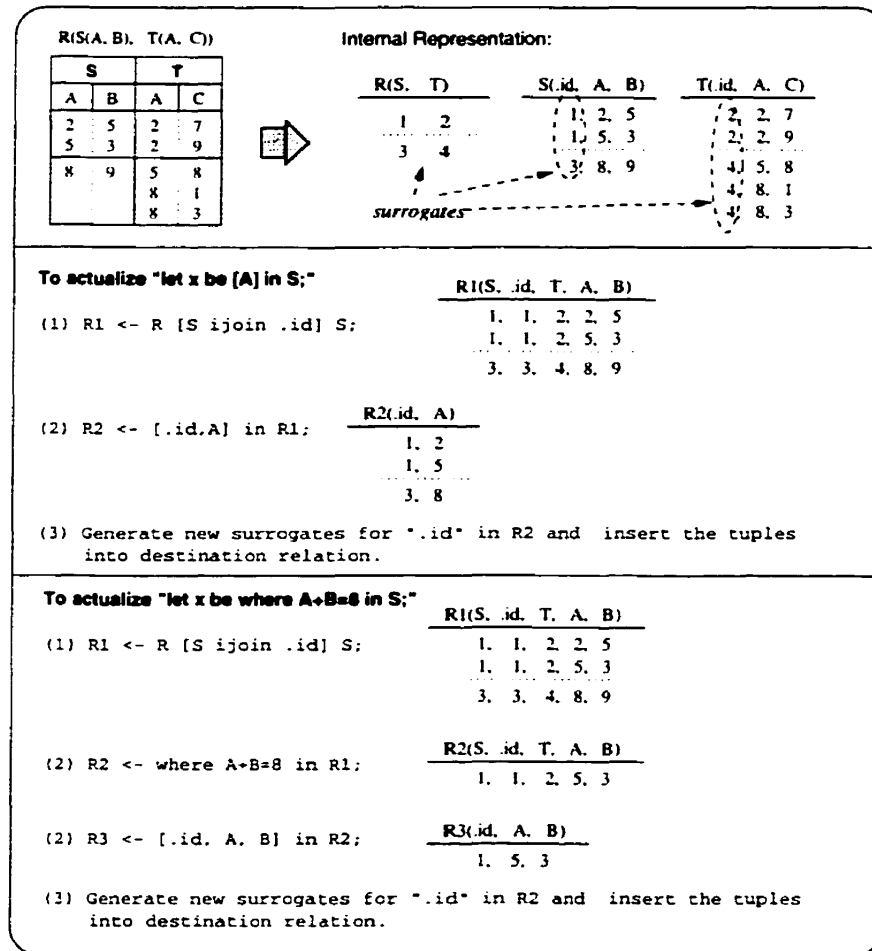 R(S(A, B), T(A, C))
Internal Representation:
S T
A B A C
2 5 2 7
5 3 2 9
8 9 5 8
8 1
8 3
R(S, T)
1 2
3 4
S(.id, A, B)
1, 2, 5
1, 5, 3
3, 8, 9
T(.id, A, C)
2, 2, 7
2, 2, 9
4, 5, 8
4, 8, 1
4, 8, 3
surrogates
To actualize "let x be [A] in S;"
(1) R1 <- R [S ijoin .id] S;
R1(S, .id, T, A, B)
1, 1, 2, 2, 5
1, 1, 2, 5, 3
3, 3, 4, 8, 9
(2) R2 <- [.id,A] in R1;
R2(.id, A)
1, 2
1, 5
3, 8
(3) Generate new surrogates for ".id" in R2 and insert the tuples
into destination relation.
To actualize "let x be where A+B=8 in S;"
(1) R1 <- R [S ijoin .id] S;
R1(S, .id, T, A, B)
1, 1, 2, 2, 5
1, 1, 2, 5, 3
3, 3, 4, 8, 9
(2) R2 <- where A+B=8 in R1;
R2(S, .id, T, A, B)
1, 1, 2, 5, 3
(2) R3 <- [.id, A, B] in R2;
R3(.id, A, B)
1, 5, 3
(3) Generate new surrogates for ".id" in R2 and insert the tuples
into destination relation.